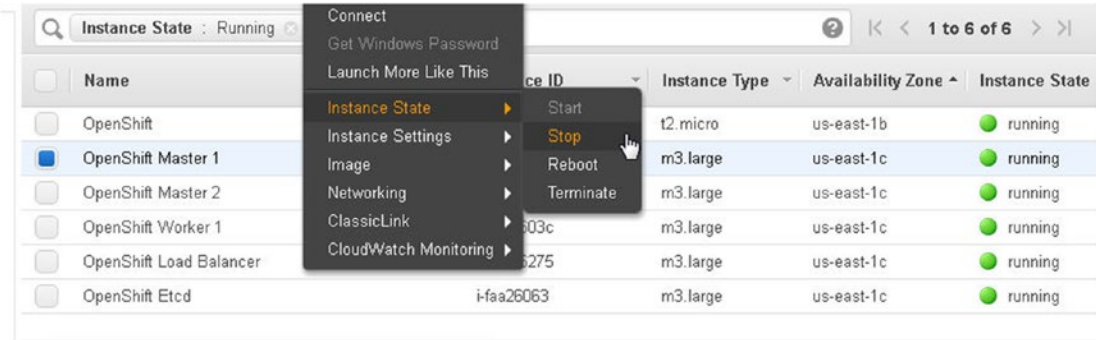 Instance State : Running
Connect
Get Windows Password
Launch More Like This
Instance State
Instance Settings
Image
Networking
ClassicLink
CloudWatch Monitoring
Start
Stop
Reboot
Terminate
1 to 6 of 6
Name ce ID Instance Type Availability Zone Instance State
OpenShift t2.micro us-east-1b running
OpenShift Master 1 m3.large us-east-1c running
OpenShift Master 2 m3.large us-east-1c running
OpenShift Worker 1 603c m3.large us-east-1c running
OpenShift Load Balancer 6275 m3.large us-east-1c running
OpenShift Etcd i-faa26063 m3.large us-east-1c running